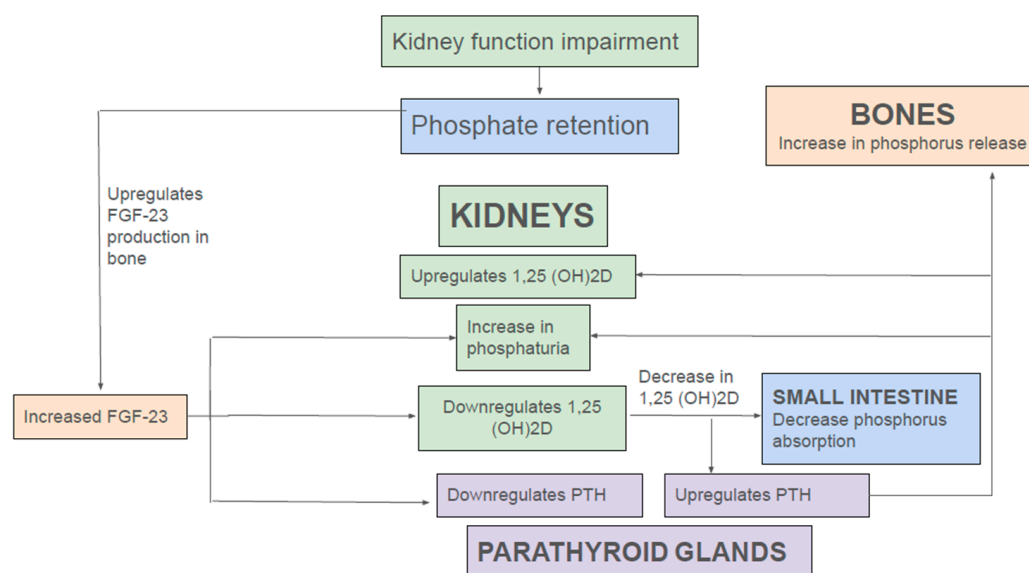 Kidney function impairment
Phosphate retention
BONES
Increase in phosphorus release
Upregulates
FGF-23
production in
bone
KIDNEYS
Upregulates 1,25 (OH)2D
Increase in
phosphaturia
Increased FGF-23
Downregulates 1,25
(OH)2D
Decrease in
1,25 (OH)2D
SMALL INTESTINE
Decrease phosphorus
absorption
Downregulates PTH
Upregulates PTH
PARATHYROID GLANDS